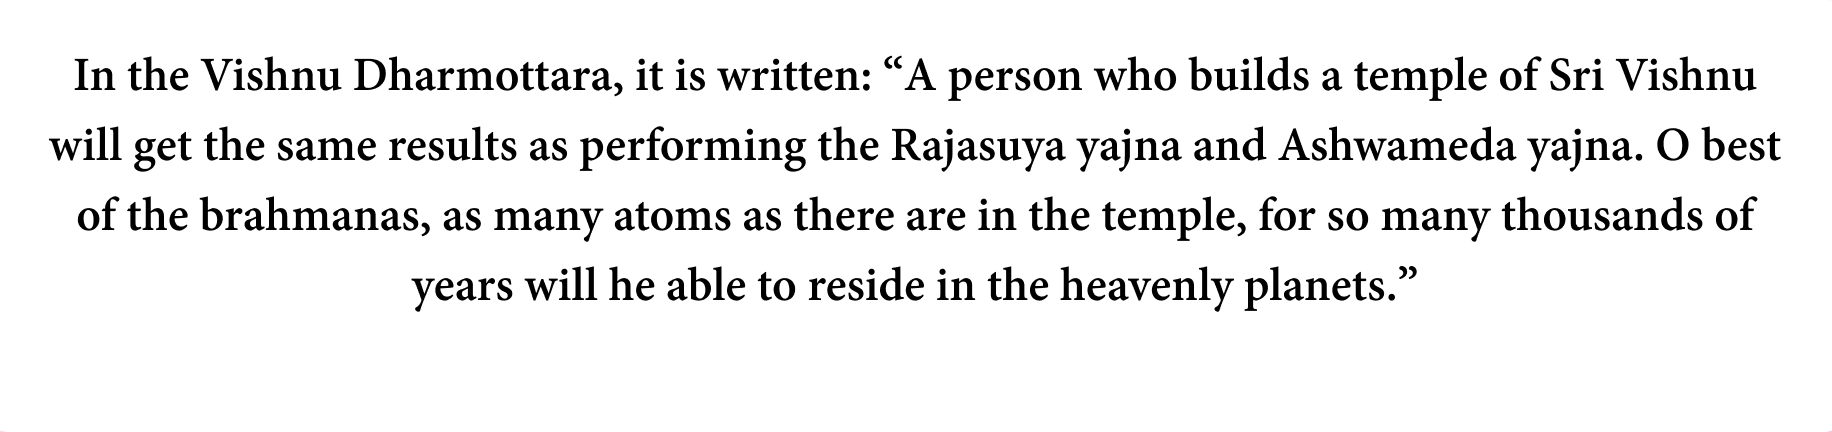 In the Vishnu Dharmottara, it is written: “A person who builds a temple of Sri Vishnu
will get the same results as performing the Rajasuya yajna and Ashwameda yajna. O best
of the brahmanas, as many atoms as there are in the temple, for so many thousands of
years will he able to reside in the heavenly planets.”